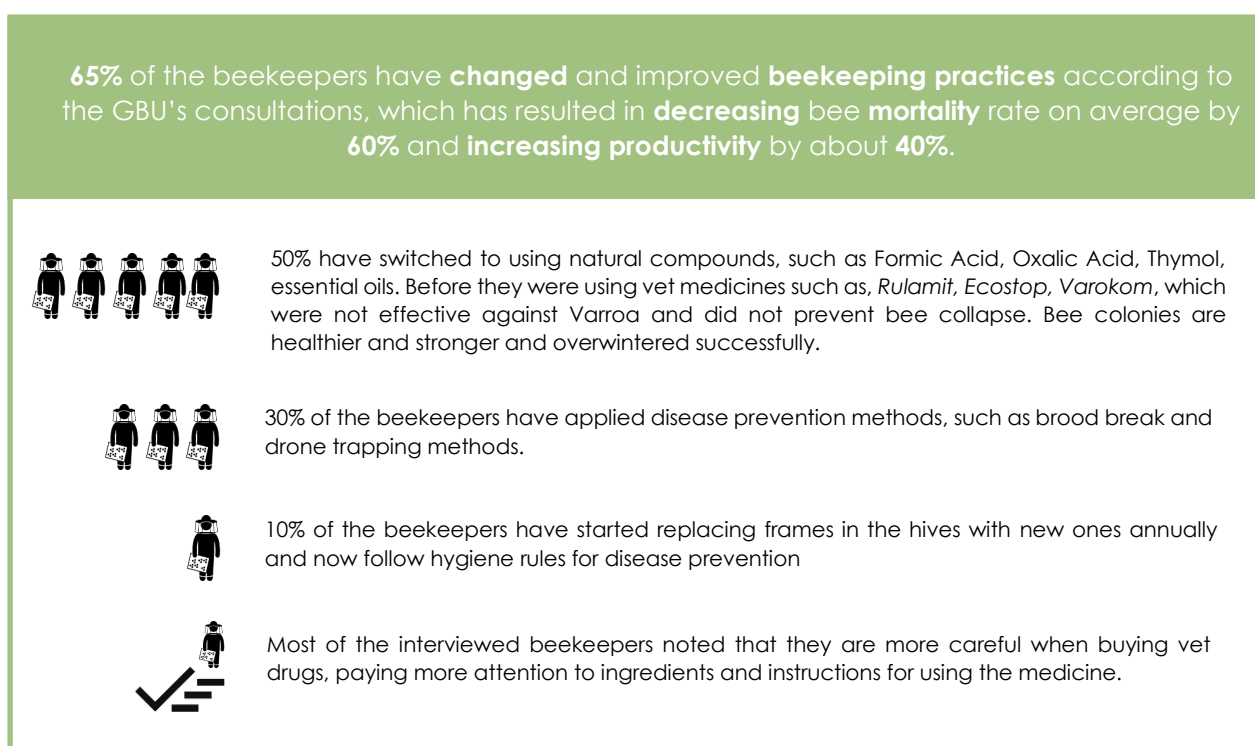 65% of the beekeepers have changed and improved beekeeping practices according to
the GBU's consultations, which has resulted in decreasing bee mortality rate on average by
60% and increasing productivity by about 40%.
50% have switched to using natural compounds, such as Formic Acid, Oxalic Acid, Thymol,
essential oils. Before they were using vet medicines such as, Rulamit, Ecostop, Varokom, which
were not effective against Varroa and did not prevent bee collapse. Bee colonies are
healthier and stronger and overwintered successfully.
30% of the beekeepers have applied disease prevention methods, such as brood break and
drone trapping methods.
10% of the beekeepers have started replacing frames in the hives with new ones annually
and now follow hygiene rules for disease prevention
Most of the interviewed beekeepers noted that they are more careful when buying vet
drugs, paying more attention to ingredients and instructions for using the medicine.